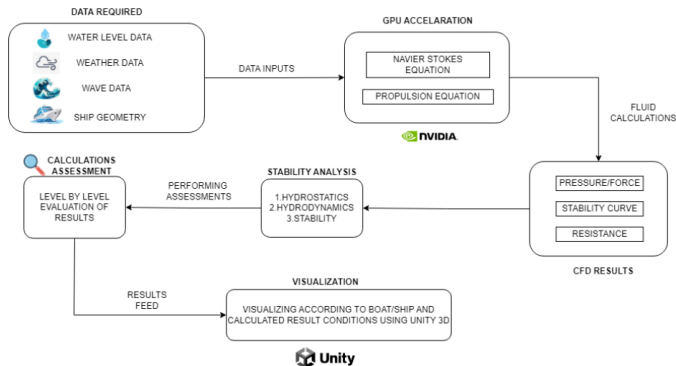 DATA REQUIRED
WATER LEVEL DATA
WEATHER DATA
WAVE DATA
SHIP GEOMETRY
DATA INPUTS
GPU ACCELARATION
NAVIER STOKES
EQUATION
PROPULSION EQUATION
NVIDIA.
FLUID
CALCULATIONS
PRESSURE/FORCE
STABILITY CURVE
RESISTANCE
CFD RESULTS
STABILITY ANALYSIS
1.HYDROSTATICS
2.HYDRODYNAMICS
3.STABILITY
PERFORMING
ASSESSMENTS
CALCULATIONS
ASSESSMENT
LEVEL BY LEVEL
EVALUATION OF
RESULTS
RESULTS
FEED
VISUALIZATION
VISUALIZING ACCORDING TO BOAT/SHIP AND
CALCULATED RESULT CONDITIONS USING UNITY 3D
Unity